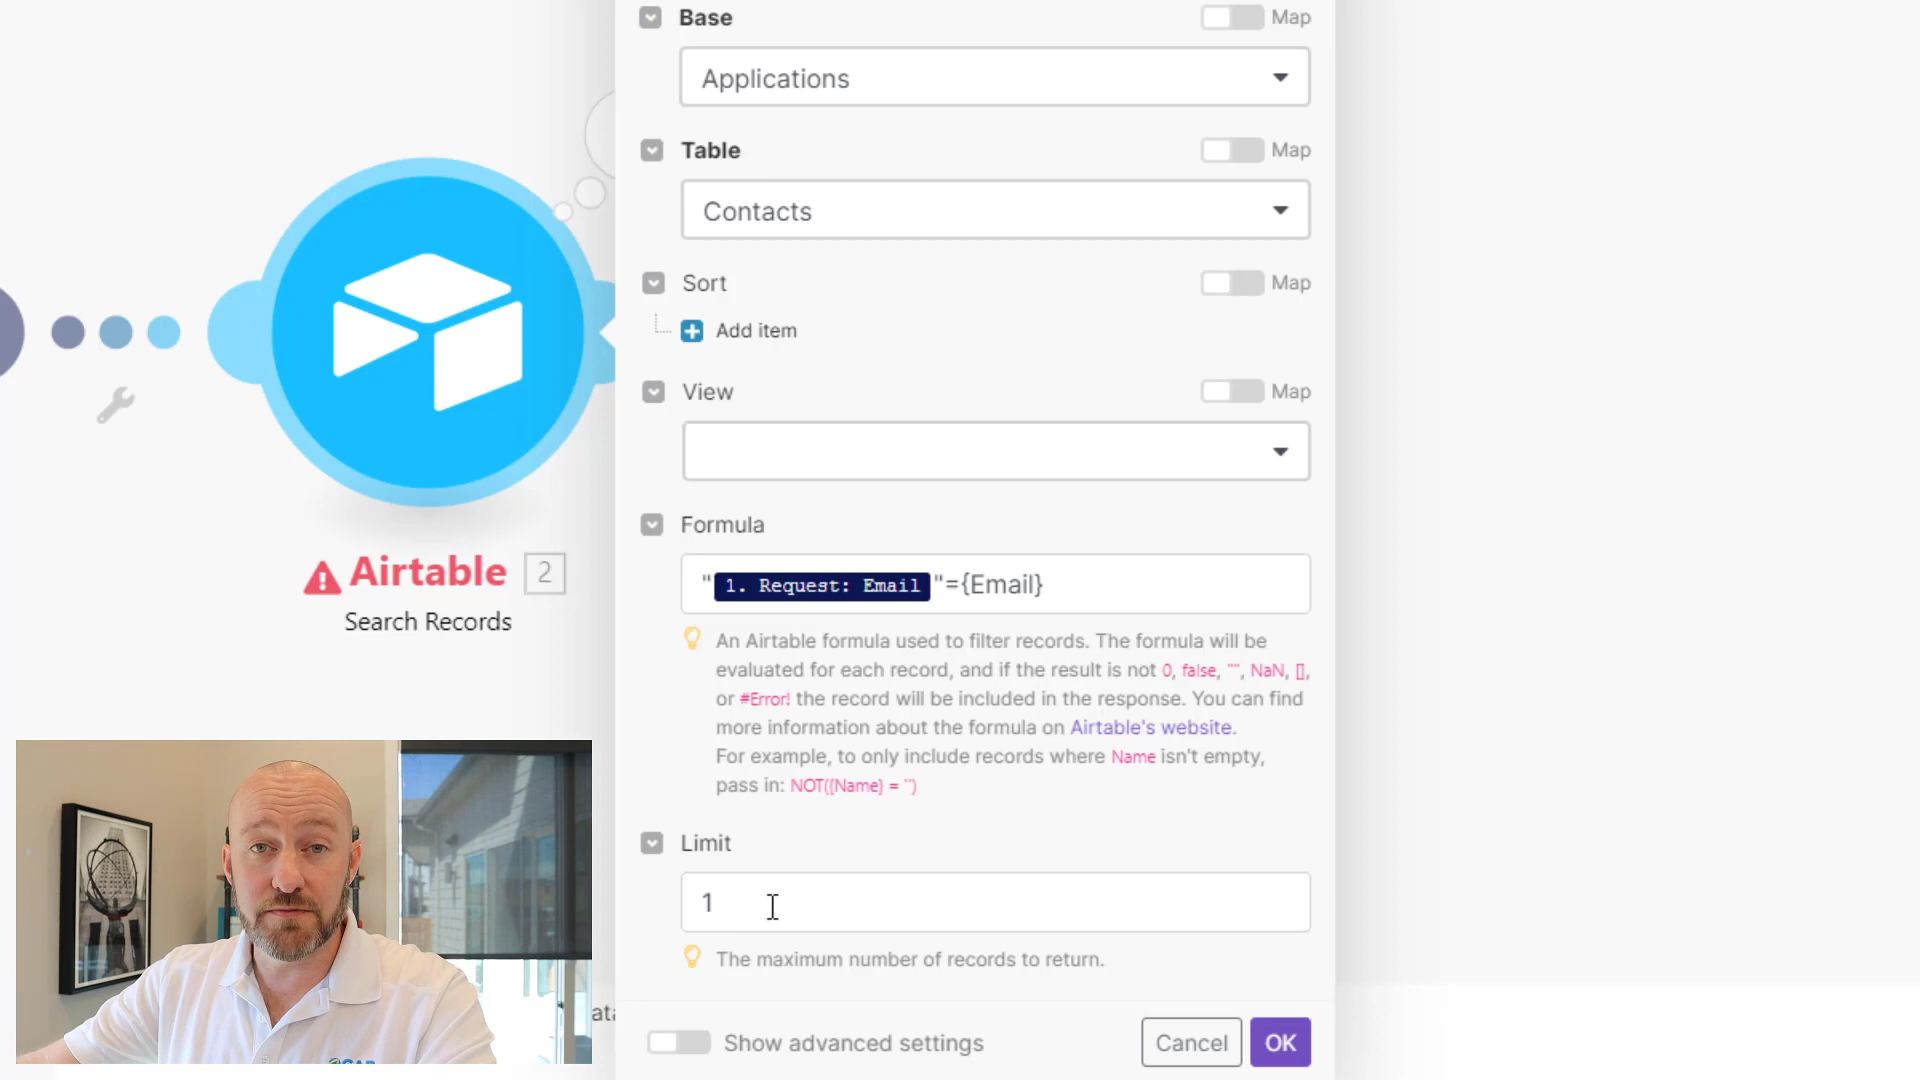 Base
Map
Applications
Table
Map
Contacts
Sort
Map
Add item
View
Map
Formula
"1. Request: Email"={Email}
An Airtable formula used to filter records. The formula will be
evaluated for each record, and if the result is not 0, false, "", NaN, [],
or #Error! the record will be included in the response. You can find
more information about the formula on Airtable's website.
For example, to only include records where Name isn't empty,
pass in: NOT({Name} = '')
Limit
1
The maximum number of records to return.
Show advanced settings
Cancel
OK
Airtable
2
Search Records